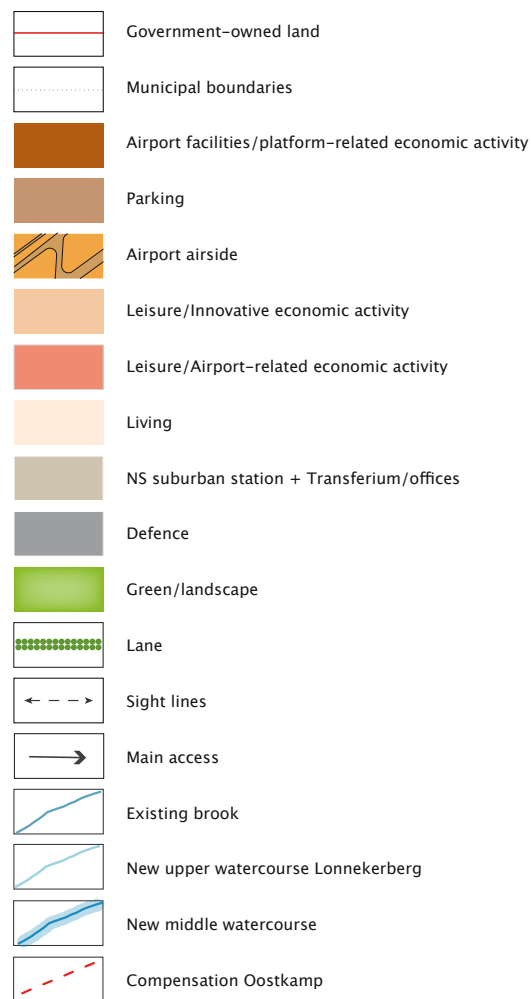 Government-owned land
Municipal boundaries
Airport facilities/platform-related economic activity
Parking
Airport airside
Leisure/Innovative economic activity
Leisure/Airport-related economic activity
Living
NS suburban station + Transferium/offices
Defence
Green/landscape
Lane
Sight lines
Main access
Existing brook
New upper watercourse Lonnekerberg
New middle watercourse
Compensation Oostkamp